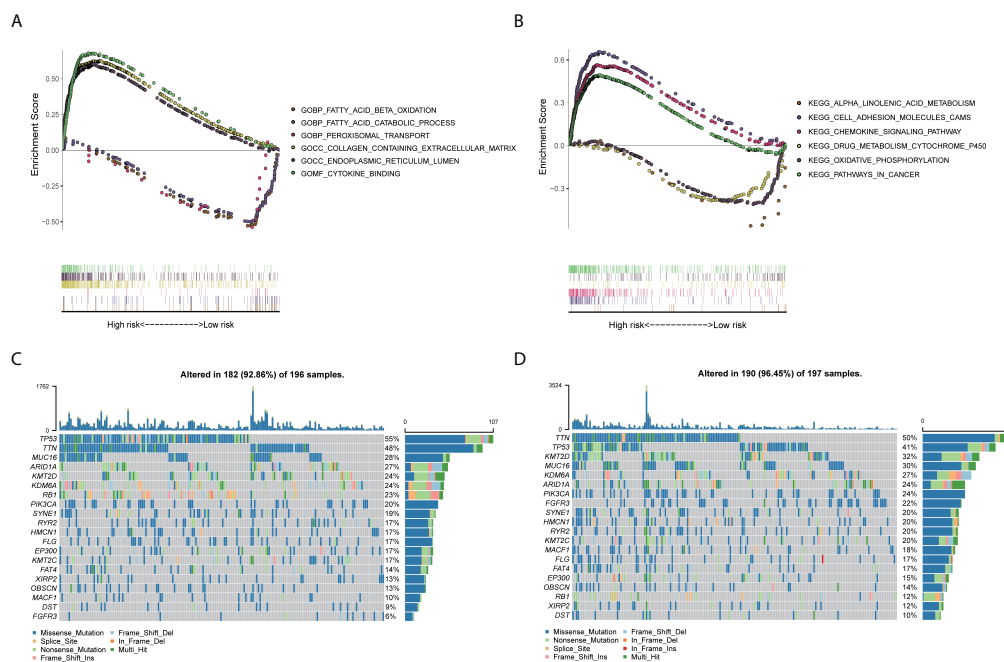 A
B
Enrichment Score
0.50
0.25
0.00
−0.25
−0.50
GOBP_FATTY_ACID_BETA_OXIDATION
GOBP_FATTY_ACID_CATABOLIC_PROCESS
GOBP_PEROXISOMAL_TRANSPORT
GOCC_COLLAGEN_CONTAINING_EXTRACELLULAR_MATRIX
GOCC_ENDOPLASMIC_RETICULUM_LUMEN
GOMF_CYTOKINE_BINDING
High risk<----------->Low risk
Enrichment Score
0.6
0.3
0.0
−0.3
KEGG_ALPHA_LINOLENIC_ACID_METABOLISM
KEGG_CELL_ADHESION_MOLECULES_CAMS
KEGG_CHEMOKINE_SIGNALING_PATHWAY
KEGG_DRUG_METABOLISM_CYTOCHROME_P450
KEGG_OXIDATIVE_PHOSPHORYLATION
KEGG_PATHWAYS_IN_CANCER
High risk<----------->Low risk
C
Altered in 182 (92.86%) of 196 samples.
1762
0
0 107
TP53 55%
TTN 48%
MUC16 28%
ARID1A 27%
KMT2D 24%
KDM6A 24%
RB1 23%
PIK3CA 20%
SYNE1 19%
RYR2 17%
HMCN1 17%
FLG 17%
EP300 17%
KMT2C 17%
FAT4 14%
XIRP2 13%
OBSCN 13%
MACF1 10%
DST 9%
FGFR3 6%
Missense_Mutation Frame_Shift_Del
Splice_Site In_Frame_Del
Nonsense_Mutation Multi_Hit
Frame_Shift_Ins
D
Altered in 190 (96.45%) of 197 samples.
3524
0
0
TTN 50%
TP53 41%
KMT2D 32%
MUC16 30%
KDM6A 27%
ARID1A 24%
PIK3CA 24%
FGFR3 22%
SYNE1 20%
HMCN1 20%
RYR2 20%
KMT2C 20%
MACF1 18%
FLG 17%
FAT4 17%
EP300 15%
OBSCN 14%
RB1 12%
XIRP2 12%
DST 10%
Missense_Mutation Frame_Shift_Del
Nonsense_Mutation In_Frame_Del
Splice_Site In_Frame_Ins
Frame_Shift_Ins Multi_Hit